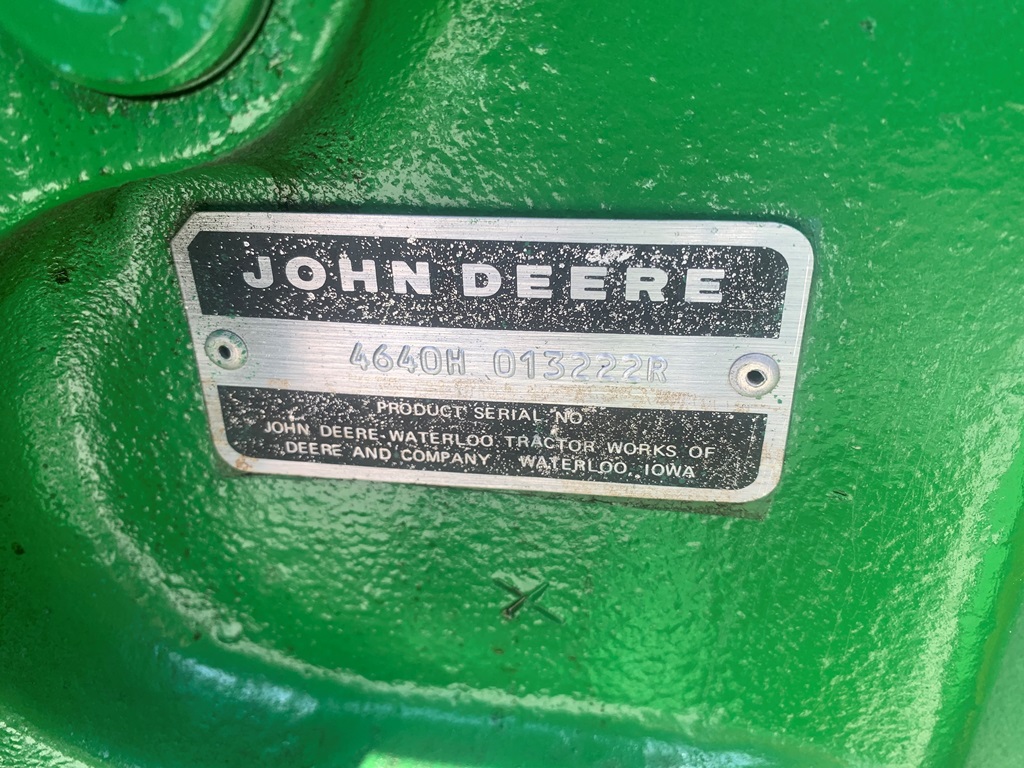 JOHN DEERE
4640H 013222R
PRODUCT SERIAL NO.
JOHN DEERE WATERLOO TRACTOR WORKS OF
DEERE AND COMPANY WATERLOO, IOWA